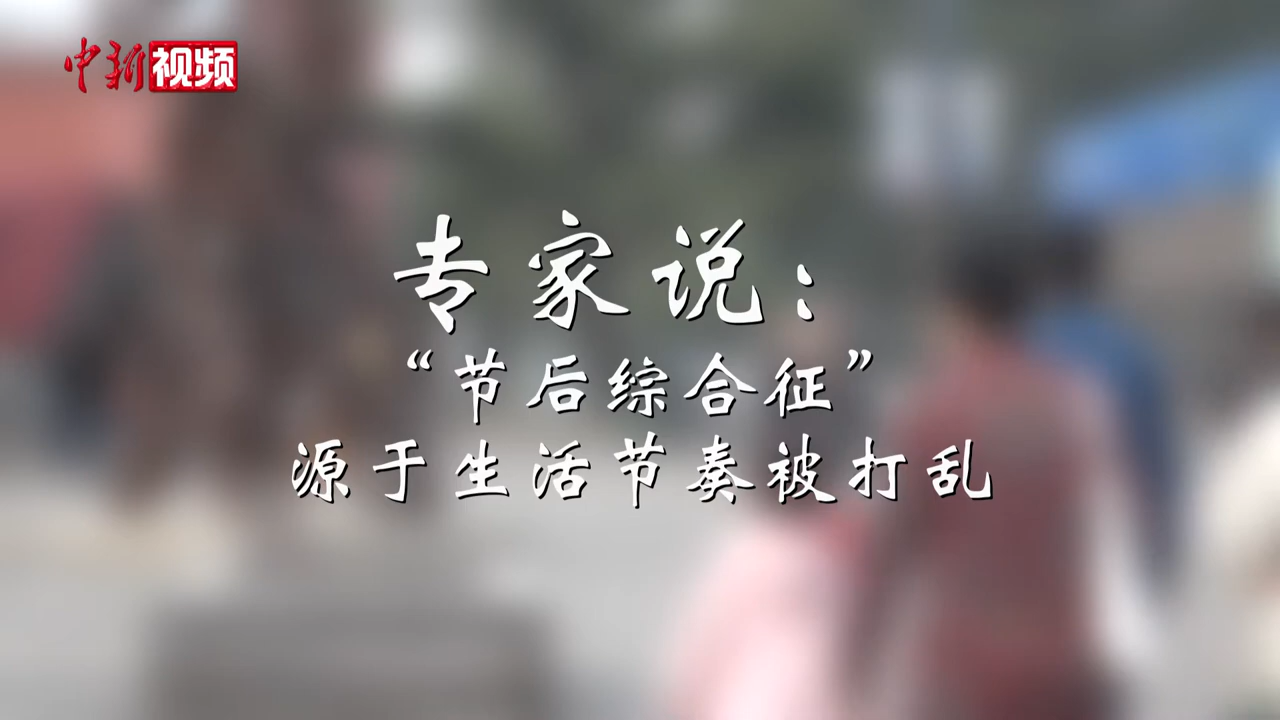 中新视频
专家说：
“节后综合征”
源于生活节奏被打乱